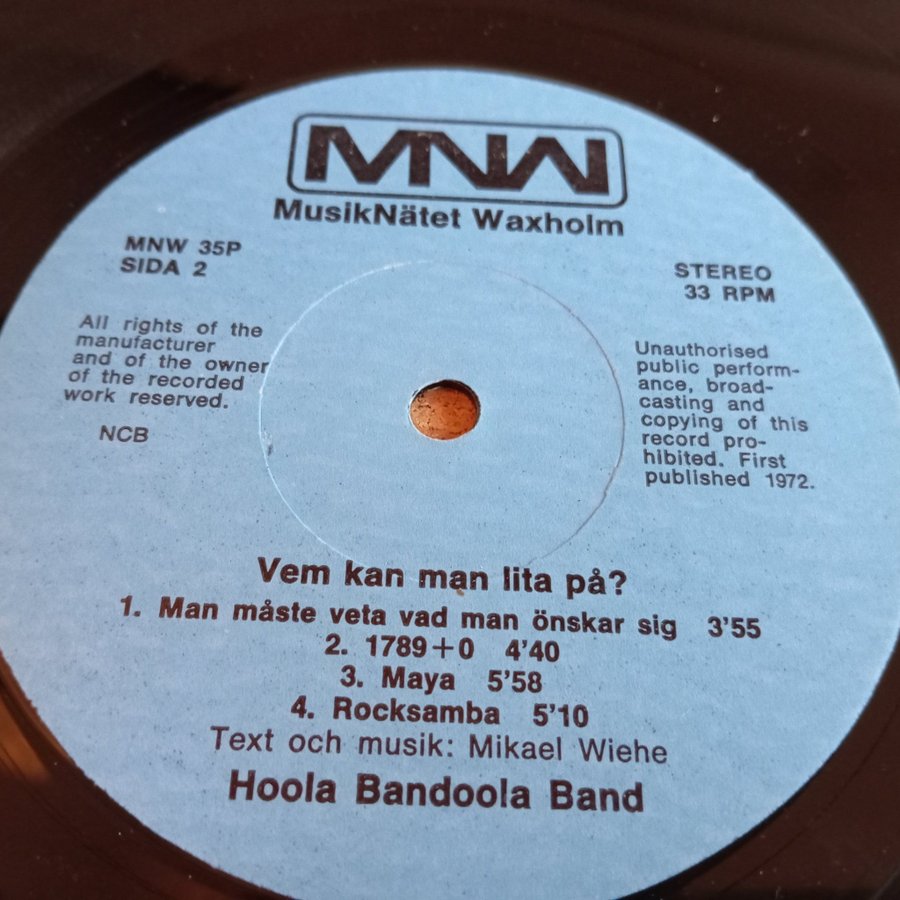 MNW
MusikNätet Waxholm
MNW 35P
SIDA 2
STEREO
33 RPM
All rights of the
manufacturer
and of the owner
of the recorded
work reserved.
NCB
Unauthorised
public perform-
ance, broad-
casting and
copying of this
record pro-
hibited. First
published 1972.
Vem kan man lita på?
1. Man måste veta vad man önskar sig 3'55
2. 1789+0 4'40
3. Maya 5'58
4. Rocksamba 5'10
Text och musik: Mikael Wiehe
Hoola Bandoola Band